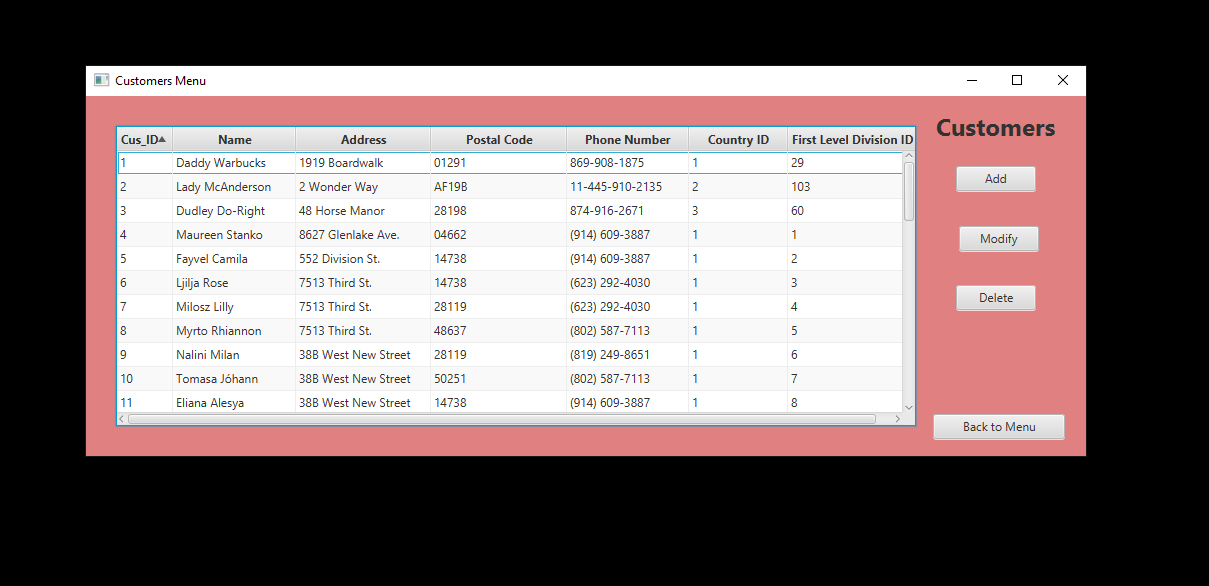 Customers Menu
Customers
Cus_ID Name Address Postal Code Phone Number Country ID First Level Division ID
1 Daddy Warbucks 1919 Boardwalk 01291 869-908-1875 1 29
2 Lady McAnderson 2 Wonder Way AF19B 11-445-910-2135 2 103
3 Dudley Do-Right 48 Horse Manor 28198 874-916-2671 3 60
4 Maureen Stanko 8627 Glenlake Ave. 04662 (914) 609-3887 1 1
5 Fayvel Camila 552 Division St. 14738 (914) 609-3887 1 2
6 Ljilja Rose 7513 Third St. 14738 (623) 292-4030 1 3
7 Milosz Lilly 7513 Third St. 28119 (623) 292-4030 1 4
8 Myrto Rhiannon 7513 Third St. 48637 (802) 587-7113 1 5
9 Nalini Milan 38B West New Street 28119 (819) 249-8651 1 6
10 Tomasa Jóhann 38B West New Street 50251 (802) 587-7113 1 7
11 Eliana Alesya 38B West New Street 14738 (914) 609-3887 1 8
Add
Modify
Delete
Back to Menu